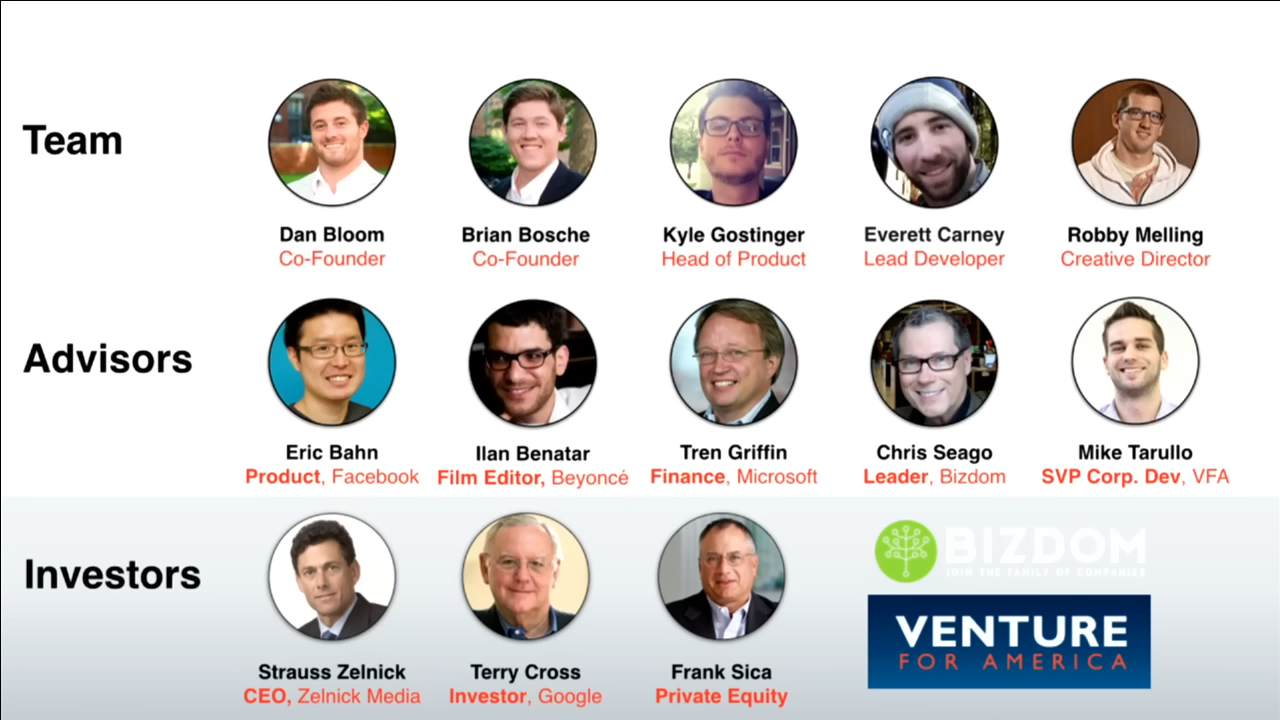 Team
Dan Bloom
Co-Founder
Brian Bosche
Co-Founder
Kyle Gostinger
Head of Product
Everett Carney
Lead Developer
Robby Melling
Creative Director
Advisors
Eric Bahn
Product, Facebook
Ilan Benatar
Film Editor, Beyoncé
Tren Griffin
Finance, Microsoft
Chris Seago
Leader, Bizdom
Mike Tarullo
SVP Corp. Dev, VFA
Investors
Strauss Zelnick
CEO, Zelnick Media
Terry Cross
Investor, Google
Frank Sica
Private Equity
BIZDOM
JOIN THE FAMILY OF COMPANIES
VENTURE
FOR AMERICA